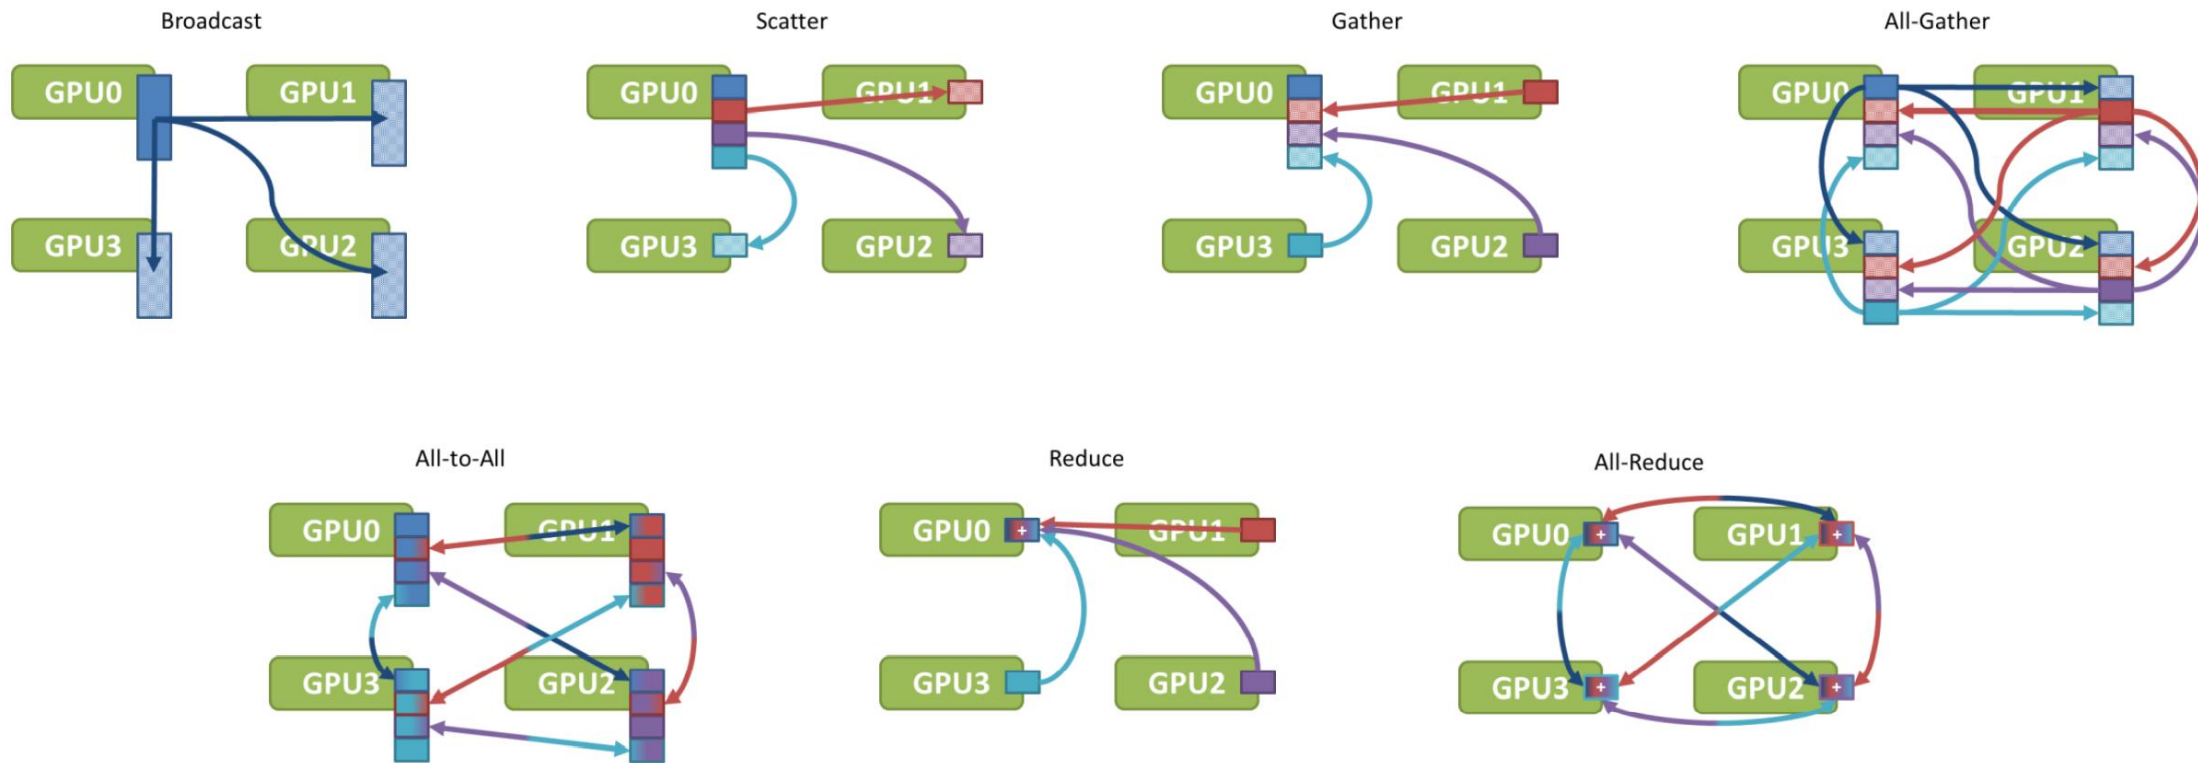 Broadcast
Scatter
Gather
All-Gather
GPU0
GPU1
GPU0
GPU1
GPU0
GPU1
GPU0
GPU1
GPU3
GPU2
GPU3
GPU2
GPU3
GPU2
GPU3
GPU2
All-to-All
Reduce
All-Reduce
GPU0
GPU1
GPU0
+
GPU1
GPU0
+
GPU1
+
GPU3
GPU2
GPU3
GPU2
GPU3
+
GPU2
+